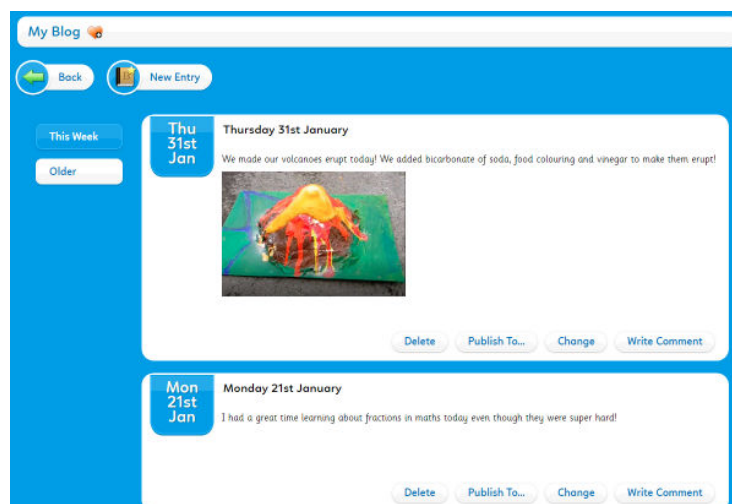 My Blog
Back
New Entry
This Week
Older
Thu
31st
Jan
Thursday 31st January
We made our volcanoes erupt today! We added bicarbonate of soda, food colouring and vinegar to make them erupt!
Delete
Publish To...
Change
Write Comment
Mon
21st
Jan
Monday 21st January
I had a great time learning about fractions in maths today even though they were super hard!
Delete
Publish To...
Change
Write Comment